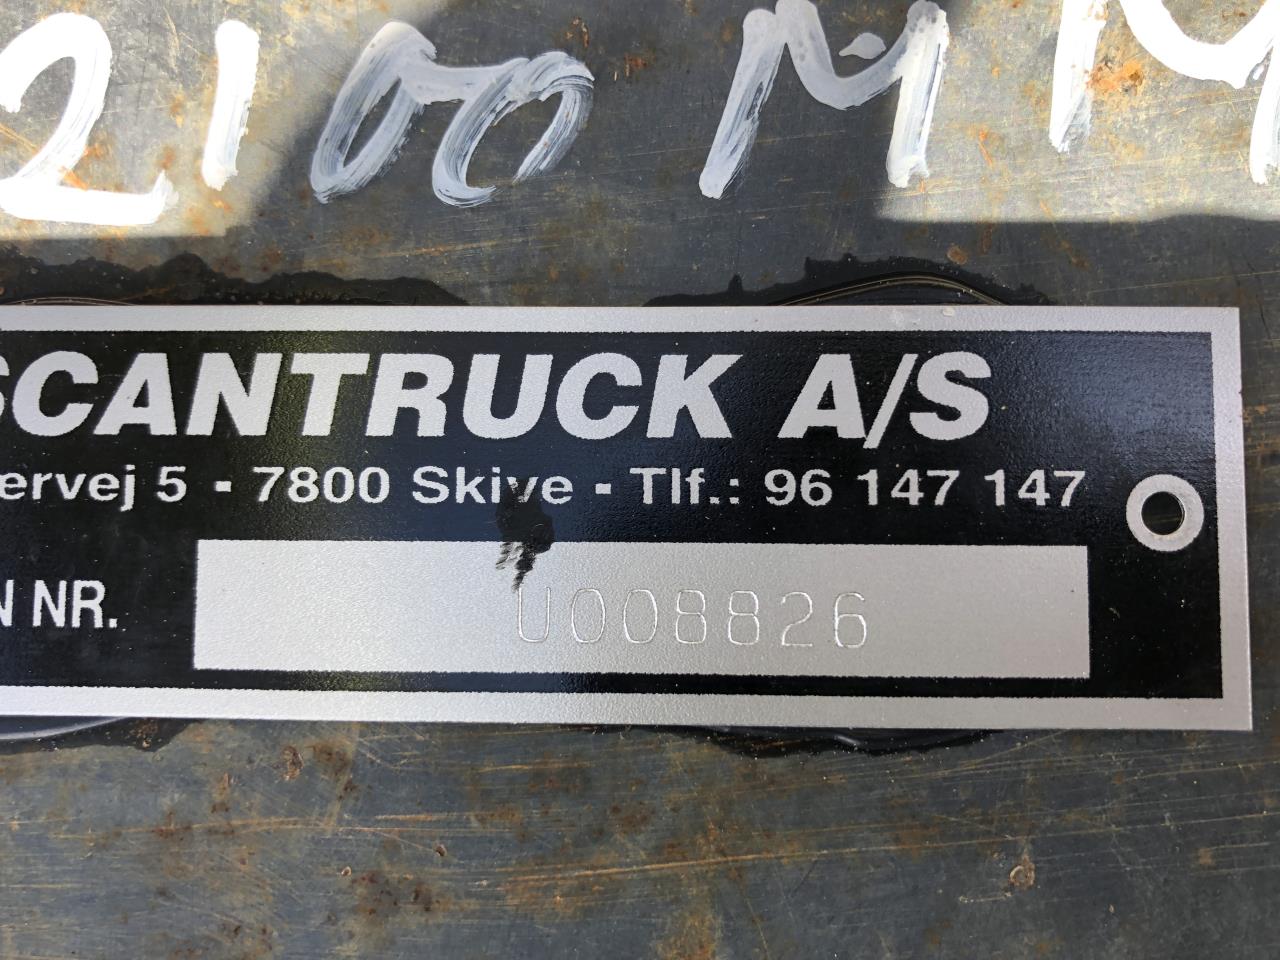 2100 MM
SCANTRUCK A/S
ervej 5 - 7800 Skive - Tlf.: 96 147 147
N NR.
U008826